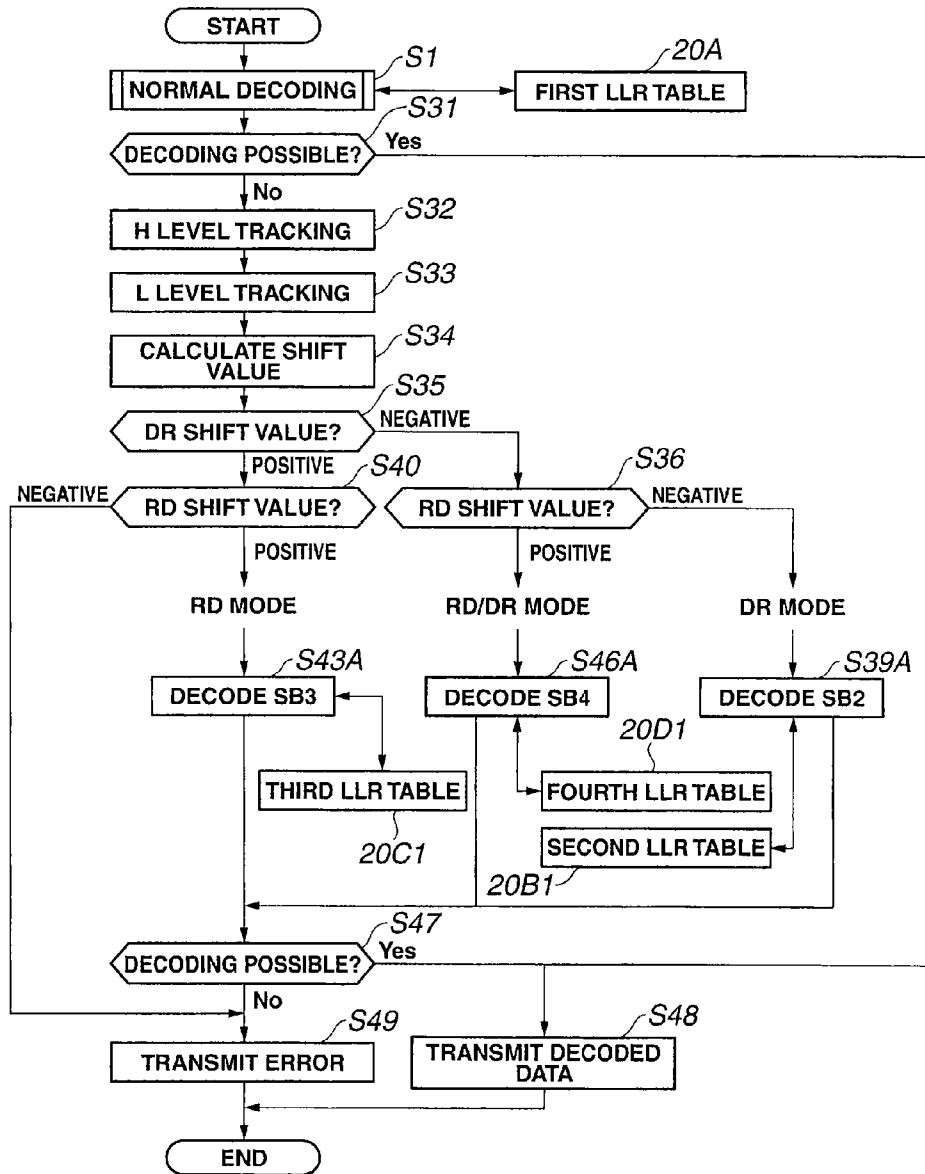 START
S1
20A
NORMAL DECODING
FIRST LLR TABLE
S31
DECODING POSSIBLE?
Yes
No
S32
H LEVEL TRACKING
S33
L LEVEL TRACKING
S34
CALCULATE SHIFT
VALUE
S35
DR SHIFT VALUE?
NEGATIVE
POSITIVE
S40
S36
NEGATIVE
RD SHIFT VALUE?
RD SHIFT VALUE?
NEGATIVE
POSITIVE
POSITIVE
RD MODE
RD/DR MODE
DR MODE
S43A
S46A
S39A
DECODE SB3
DECODE SB4
DECODE SB2
20D1
THIRD LLR TABLE
FOURTH LLR TABLE
20C1
SECOND LLR TABLE
20B1
S47
DECODING POSSIBLE?
Yes
No
S49
S48
TRANSMIT ERROR
TRANSMIT DECODED
DATA
END